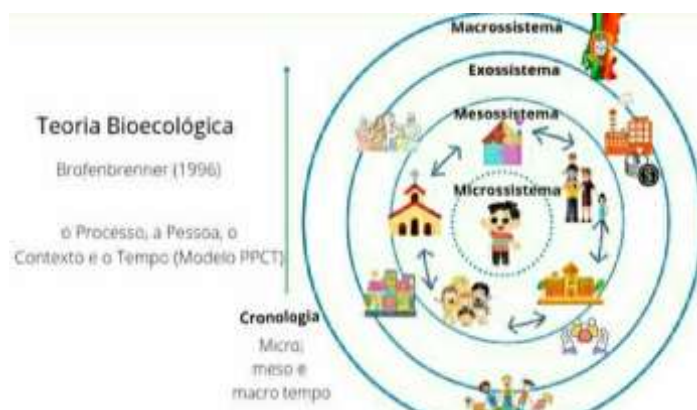 Macrossistema
Exossistema
Mesossistema
Microssistema
Teoria Bioecológica
Brofenbrenner (1996)
o Processo, a Pessoa, o
Contexto e o Tempo (Modelo PPCT)
Cronologia
Micro,
meso e
macro tempo